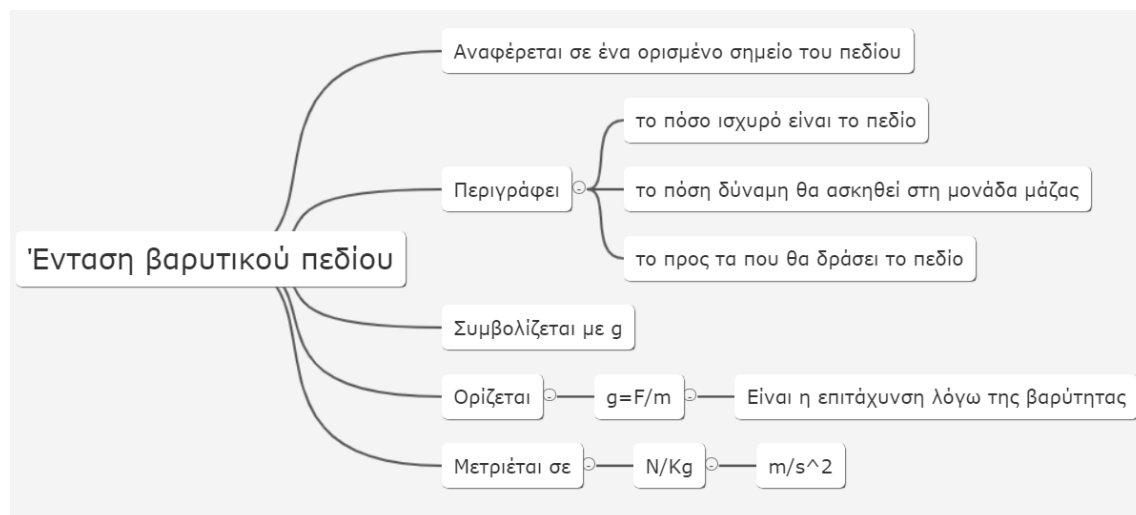 Αναφέρεται σε ένα ορισμένο σημείο του πεδίου
το πόσο ισχυρό είναι το πεδίο
Περιγράφει
το πόση δύναμη θα ασκηθεί στη μονάδα μάζας
το προς τα που θα δράσει το πεδίο
Ένταση βαρυτικού πεδίου
Συμβολίζεται με g
Ορίζεται
g=F/m
Είναι η επιτάχυνση λόγω της βαρύτητας
Μετριέται σε
N/Kg
m/s^2